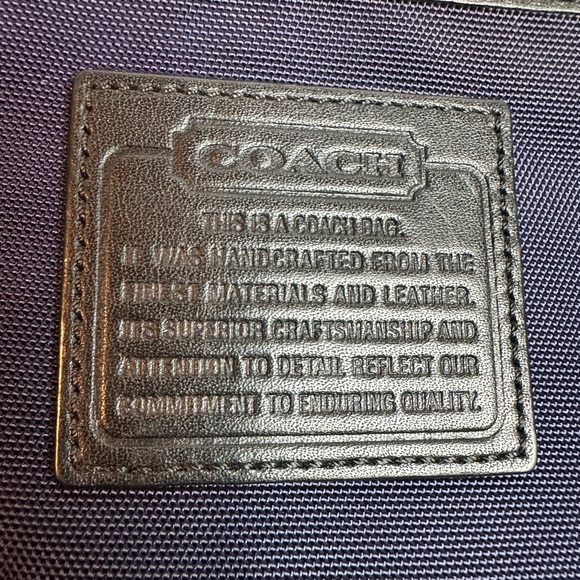 COACH
THIS IS A COACH BAG.
IT WAS HANDCRAFTED FROM THE
FINEST MATERIALS AND LEATHER.
ITS SUPERIOR CRAFTSMANSHIP AND
ATTENTION TO DETAIL REFLECT OUR
COMMITMENT TO ENDURING QUALITY.